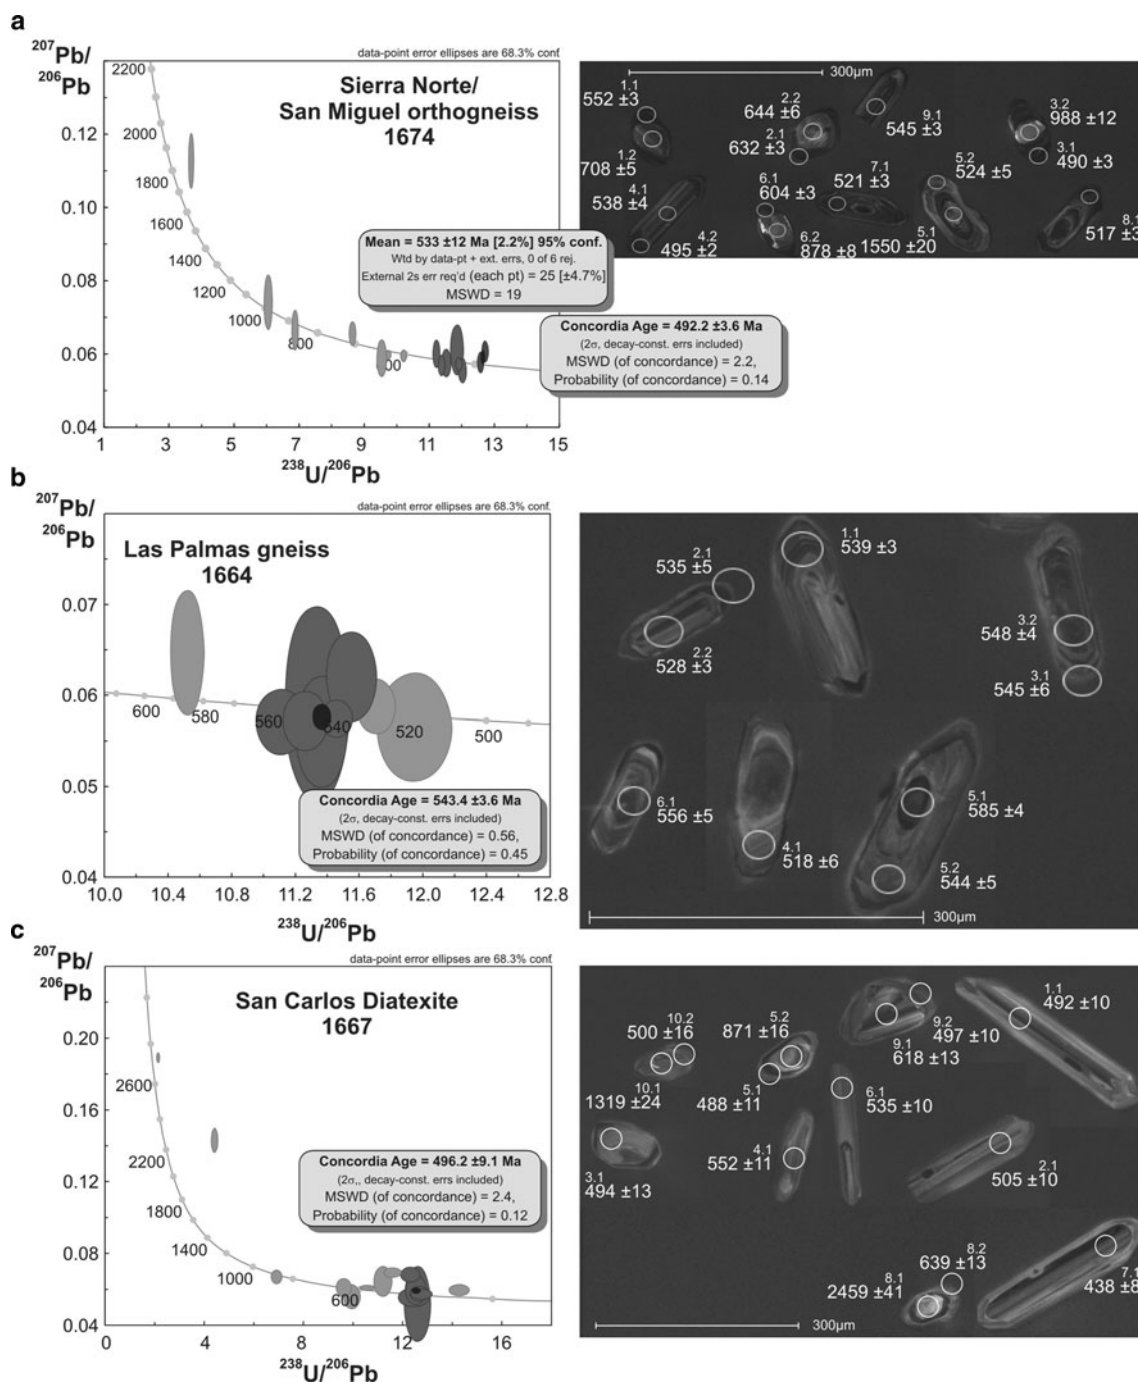 a
207Pb/
206Pb
data-point error ellipses are 68.3% conf.
Sierra Norte/
San Miguel orthogneiss
1674
2200
2000
1800
1600
1400
1200
1000
800
0.12
0.10
0.08
0.06
0.04
Mean = 533 ±12 Ma [2.2%] 95% conf.
Wtd by data-pt + ext. errs, 0 of 6 rej.
External 2s err req'd (each pt) = 25 [±4.7%]
MSWD = 19
Concordia Age = 492.2 ±3.6 Ma
(2σ, decay-const. errs included)
MSWD (of concordance) = 2.2,
Probability (of concordance) = 0.14
1 3 5 7 9 11 13 15
238U/206Pb
300µm
1.1
552 ±3
1.2
708 ±5
2.2
644 ±6
2.1
632 ±3
9.1
545 ±3
3.2
988 ±12
3.1
490 ±3
4.1
538 ±4
4.2
495 ±2
6.1
604 ±3
6.2
878 ±8
7.1
521 ±3
5.2
524 ±5
5.1
1550 ±20
8.1
517 ±3
b
207Pb/
206Pb
data-point error ellipses are 68.3% conf.
Las Palmas gneiss
1664
0.07
0.06
0.05
0.04
600
580
560
540
520
500
Concordia Age = 543.4 ±3.6 Ma
(2σ, decay-const. errs included)
MSWD (of concordance) = 0.56,
Probability (of concordance) = 0.45
10.0 10.4 10.8 11.2 11.6 12.0 12.4 12.8
238U/206Pb
2.1
535 ±5
2.2
528 ±3
1.1
539 ±3
3.2
548 ±4
3.1
545 ±6
6.1
556 ±5
4.1
518 ±6
5.1
585 ±4
5.2
544 ±5
300µm
c
207Pb/
206Pb
data-point error ellipses are 68.3% conf.
San Carlos Diatexite
1667
0.20
0.16
0.12
0.08
0.04
2600
2200
1800
1400
1000
600
Concordia Age = 496.2 ±9.1 Ma
(2σ,, decay-const. errs included)
MSWD (of concordance) = 2.4,
Probability (of concordance) = 0.12
0 4 8 12 16
238U/206Pb
10.2
500 ±16
10.1
1319 ±24
5.2
871 ±16
5.1
488 ±11
9.2
497 ±10
9.1
618 ±13
1.1
492 ±10
6.1
535 ±10
4.1
552 ±11
3.1
494 ±13
2.1
505 ±10
8.2
639 ±13
8.1
2459 ±41
7.1
438 ±8
300µm